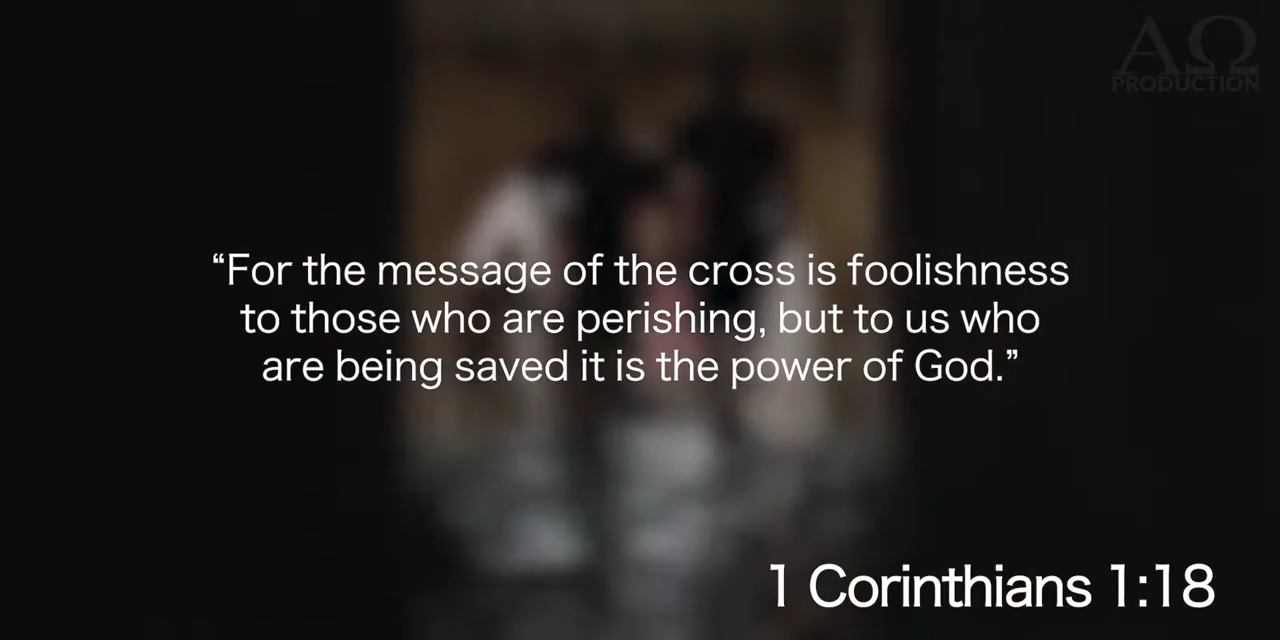 ΑΩ
PRODUCTION
“For the message of the cross is foolishness
to those who are perishing, but to us who
are being saved it is the power of God.”
1 Corinthians 1:18